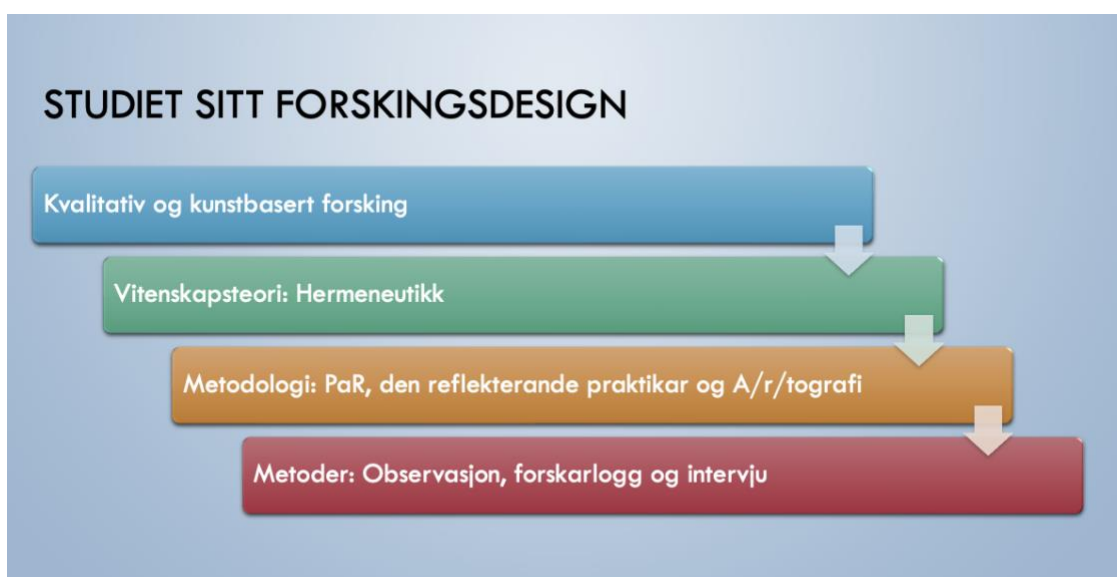 STUDIET SITT FORSKINGSDESIGN
Kvalitativ og kunstbasert forsking
Vitenskapsteori: Hermeneutikk
Metodologi: PaR, den reflekterande praktikar og A/r/tografi
Metoder: Observasjon, forskarlogg og intervju